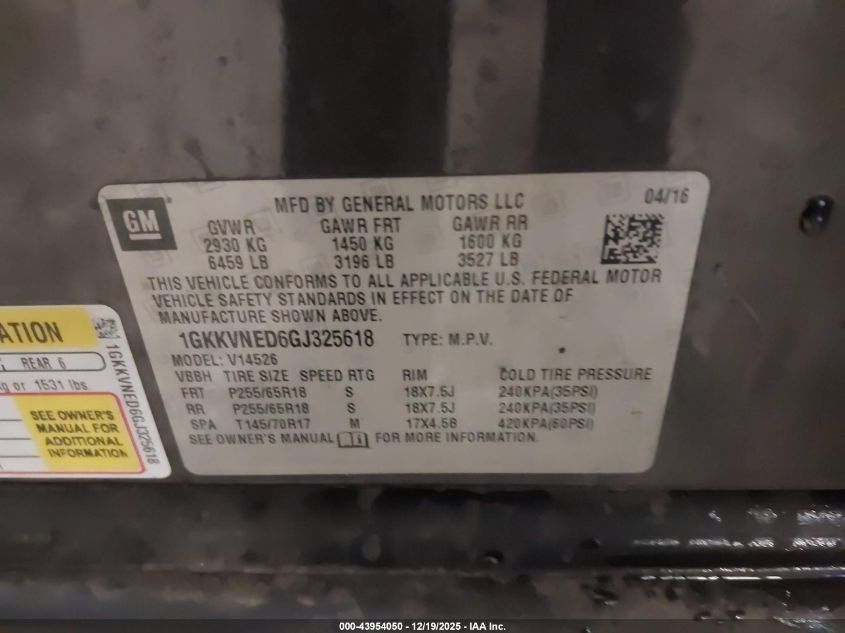 GM
MFD BY GENERAL MOTORS LLC
04/16
GVWR GAWR FRT GAWR RR
2930 KG 1450 KG 1600 KG
6459 LB 3196 LB 3527 LB
THIS VEHICLE CONFORMS TO ALL APPLICABLE U.S. FEDERAL MOTOR
VEHICLE SAFETY STANDARDS IN EFFECT ON THE DATE OF
MANUFACTURE SHOWN ABOVE.
1GKKVNED6GJ325618 TYPE: M.P.V.
MODEL: V14526
VBBH TIRE SIZE SPEED RTG RIM COLD TIRE PRESSURE
FRT P255/65R18 S 18X7.5J 240KPA(35PSI)
RR P255/65R18 S 18X7.5J 240KPA(35PSI)
SPA T145/70R17 M 17X4.5B 420KPA(60PSI)
SEE OWNER'S MANUAL FOR MORE INFORMATION.
REAR 6
or 1531 lbs
SEE OWNER'S
MANUAL FOR
ADDITIONAL
INFORMATION
1GKKVNED6GJ325618
000-43954050 - 12/19/2025 - IAA Inc.